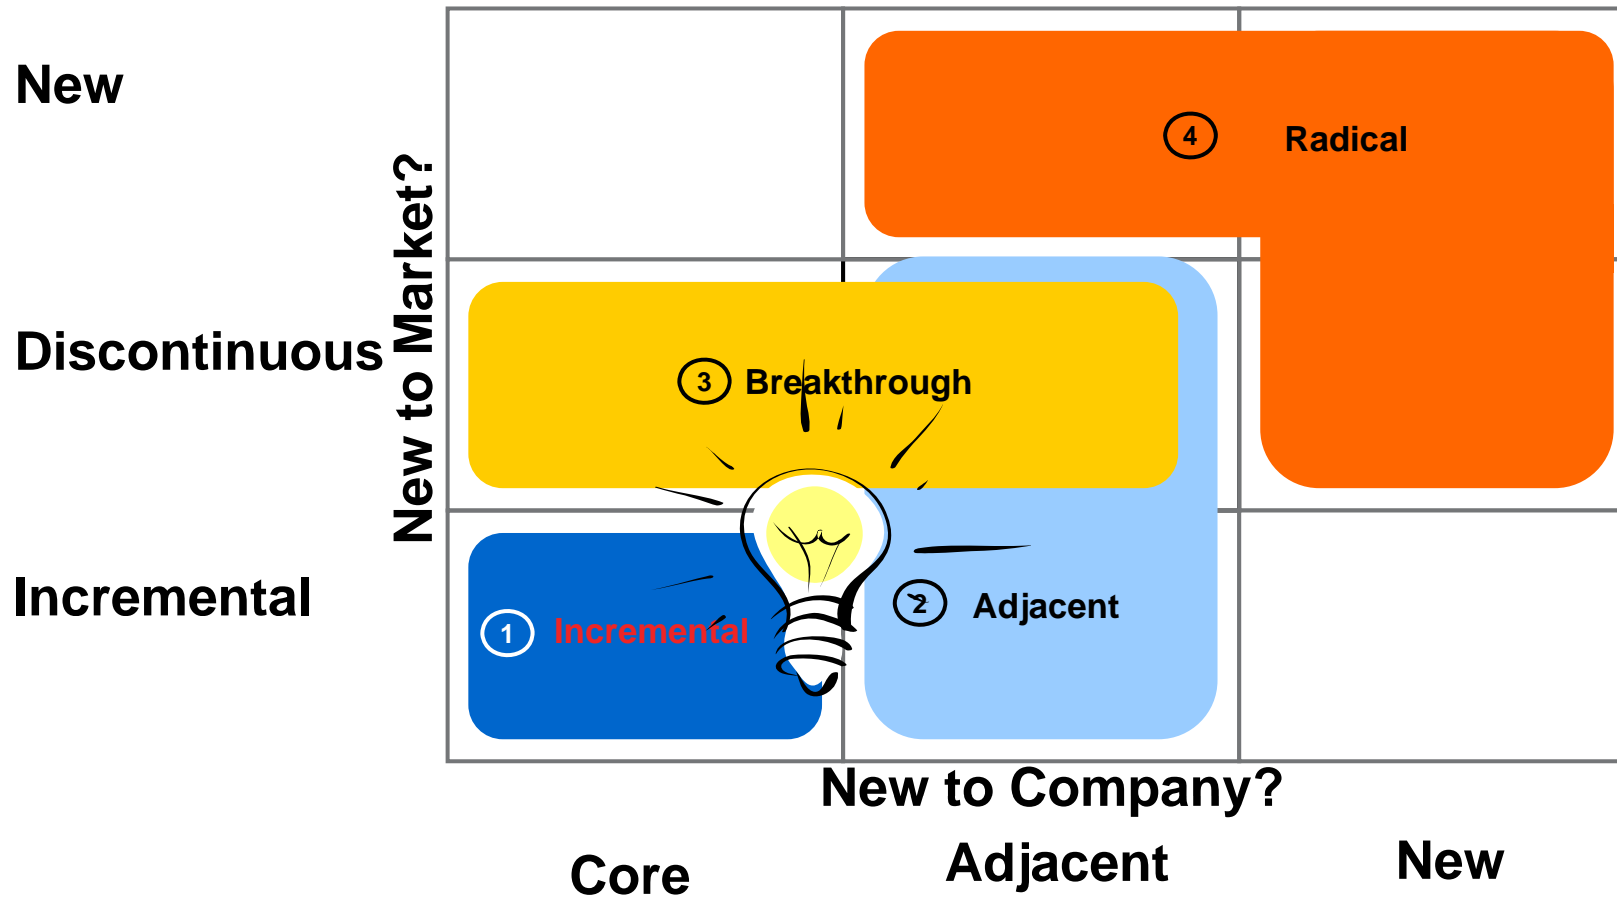 New
4 Radical
New to Market?
Discontinuous
3 Breakthrough
Incremental
1 Incremental
2 Adjacent
New to Company?
Core
Adjacent
New